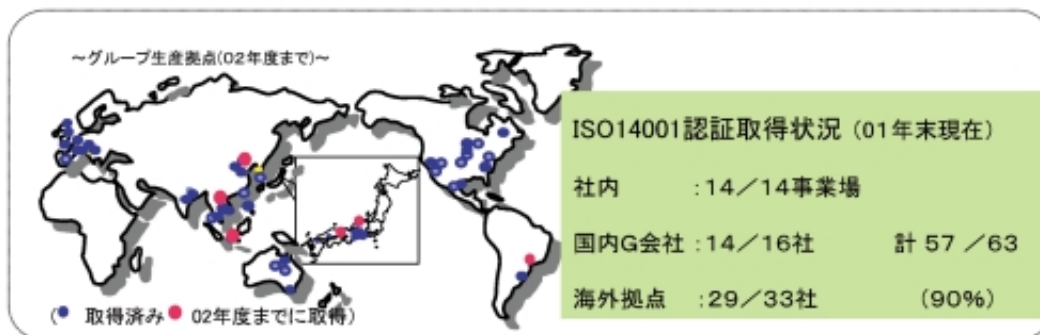 ～グループ生産拠点(02年度まで)～
ISO14001認証取得状況（01年末現在）
社内　　：14／14事業場
国内G会社：14／16社　　計 57 ／63
海外拠点　：29／33社　　（90%）
(● 取得済み ● 02年度までに取得)